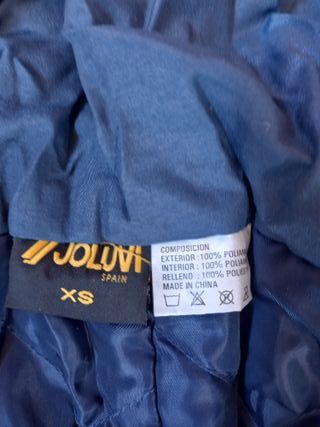 JOLUVI
SPAIN
XS
COMPOSICION
EXTERIOR : 100% POLIAM
INTERIOR : 100% POLIAM
RELLENO : 100% POLIES
MADE IN CHINA